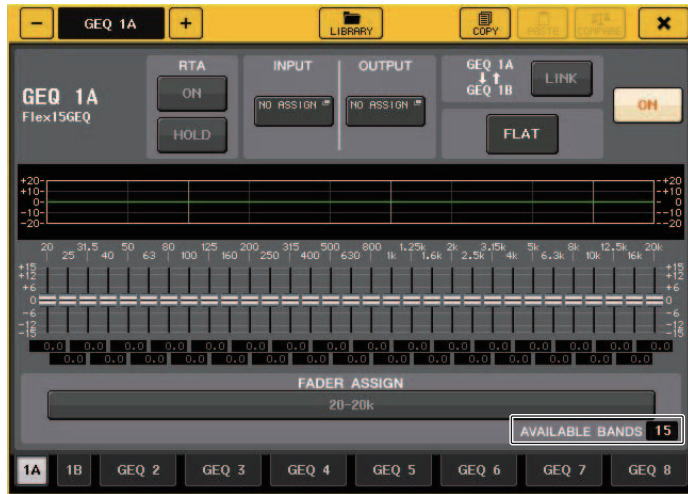 − GEQ 1A + LIBRARY COPY PASTE COMPARE ×
RTA INPUT OUTPUT GEQ 1A
GEQ 1A ON NO ASSIGN NO ASSIGN ↓↑ LINK ON
Flex15GEQ GEQ 1B
HOLD FLAT
+20 +20
+10 +10
0 0
-10 -10
-20 -20
20 31.5 50 80 125 200 315 500 800 1.25k 2k 3.15k 5k 8k 12.5k 20k
25 40 63 100 160 250 400 630 1k 1.6k 2.5k 4k 6.3k 10k 16k
+15 +15
+12 +12
+6 +6
0 0
-6 -6
-12 -12
-15 -15
0.0 0.0 0.0 0.0 0.0 0.0 0.0 0.0 0.0 0.0 0.0 0.0 0.0 0.0 0.0 0.0
0.0 0.0 0.0 0.0 0.0 0.0 0.0 0.0 0.0 0.0 0.0 0.0 0.0 0.0 0.0
FADER ASSIGN
20-20k
AVAILABLE BANDS 15
1A 1B GEQ 2 GEQ 3 GEQ 4 GEQ 5 GEQ 6 GEQ 7 GEQ 8